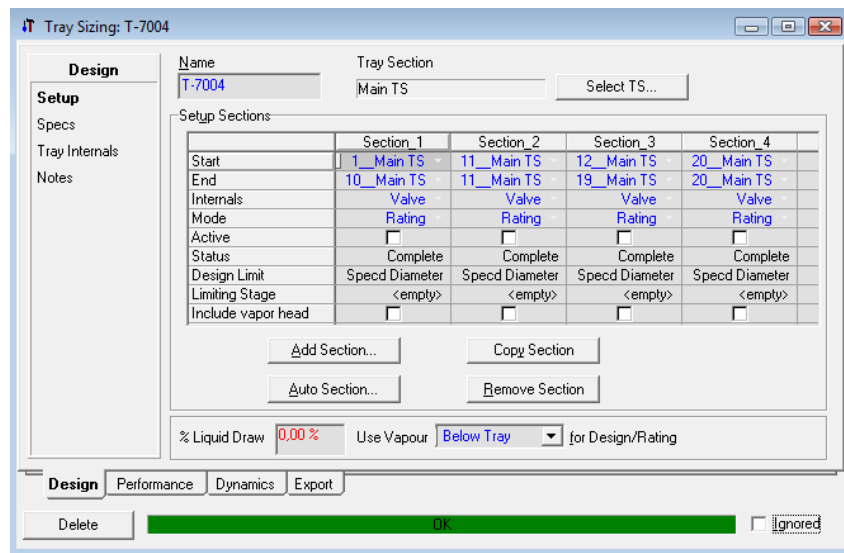 Tray Sizing: T-7004
Design
Setup
Specs
Tray Internals
Notes
Name
T-7004
Tray Section
Main TS
Select TS...
Setup Sections
Section_1 Section_2 Section_3 Section_4
Start 1__Main TS 11__Main TS 12__Main TS 20__Main TS
End 10__Main TS 11__Main TS 19__Main TS 20__Main TS
Internals Valve Valve Valve Valve
Mode Rating Rating Rating Rating
Active
Status Complete Complete Complete Complete
Design Limit Specd Diameter Specd Diameter Specd Diameter Specd Diameter
Limiting Stage <empty> <empty> <empty> <empty>
Include vapor head
Add Section... Copy Section
Auto Section... Remove Section
% Liquid Draw 0,00 % Use Vapour Below Tray for Design/Rating
Design Performance Dynamics Export
Delete OK Ignored